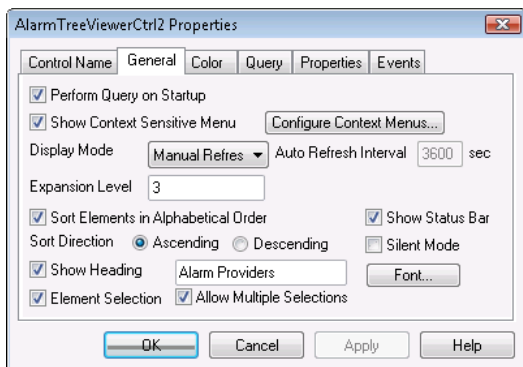 AlarmTreeViewerCtrl2 Properties
Control Name General Color Query Properties Events
Perform Query on Startup
Show Context Sensitive Menu Configure Context Menus...
Display Mode Manual Refres Auto Refresh Interval 3600 sec
Expansion Level 3
Sort Elements in Alphabetical Order Show Status Bar
Sort Direction Ascending Descending Silent Mode
Show Heading Alarm Providers Font...
Element Selection Allow Multiple Selections
OK Cancel Apply Help